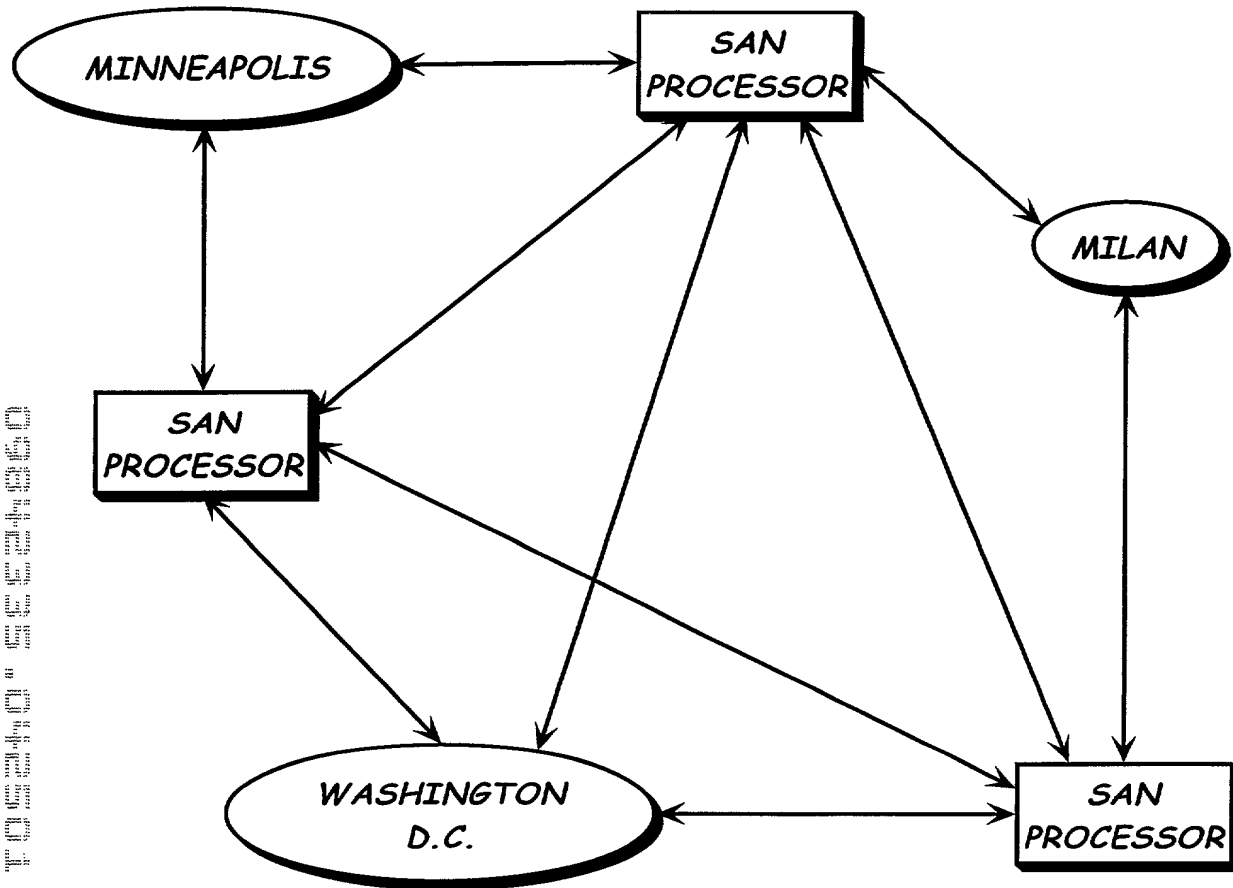 MINNEAPOLIS
SAN
PROCESSOR
MILAN
SAN
PROCESSOR
WASHINGTON
D.C.
SAN
PROCESSOR